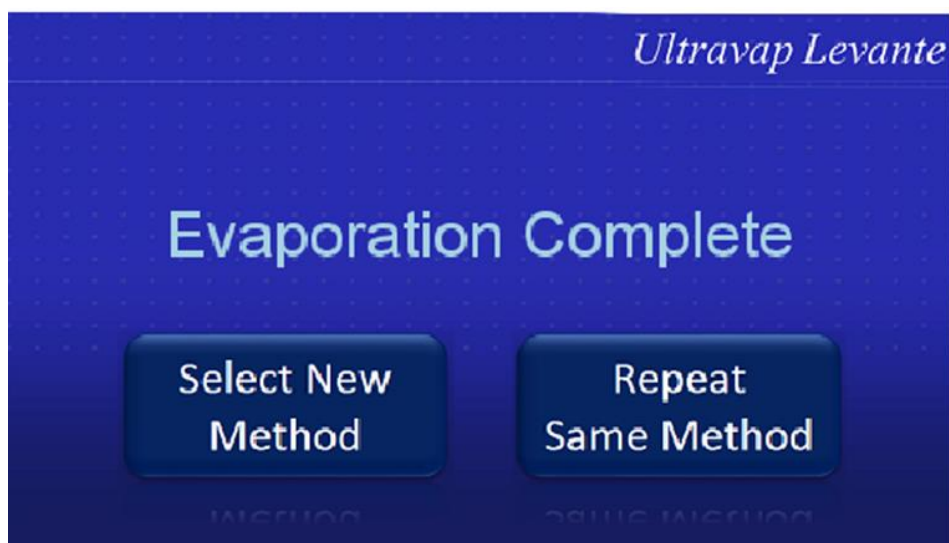 Ultravap Levante
Evaporation Complete
Select New
Method
Repeat
Same Method